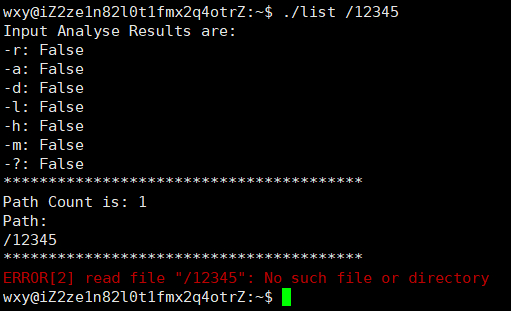 wxy@iZ2ze1n82l0t1fmx2q4otrZ:~$ ./list /12345
Input Analyse Results are:
-r: False
-a: False
-d: False
-l: False
-h: False
-m: False
-?: False
****************************************
Path Count is: 1
Path:
/12345
****************************************
ERROR[2] read file "/12345": No such file or directory
wxy@iZ2ze1n82l0t1fmx2q4otrZ:~$